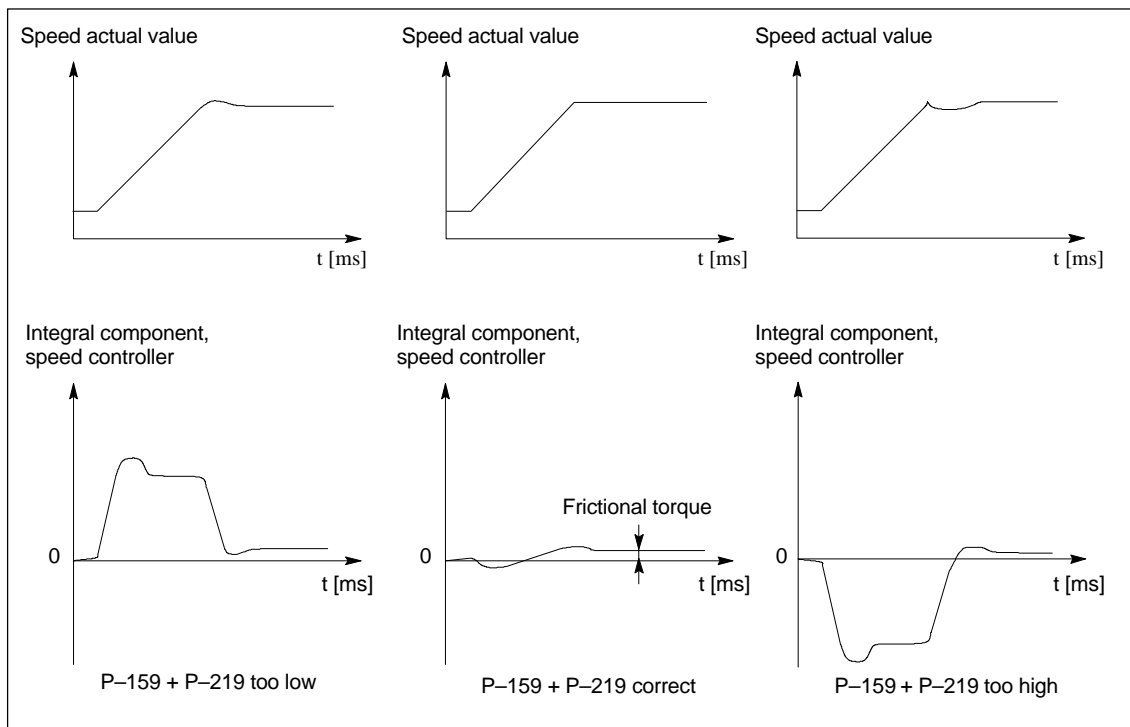 Speed actual value
t [ms]
Speed actual value
t [ms]
Speed actual value
t [ms]
Integral component,
speed controller
0
t [ms]
P–159 + P–219 too low
Integral component,
speed controller
Frictional torque
0
t [ms]
P–159 + P–219 correct
Integral component,
speed controller
0
t [ms]
P–159 + P–219 too high